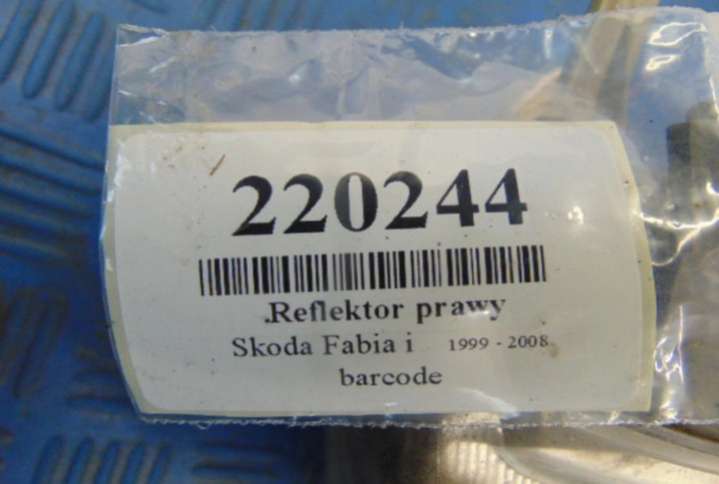 220244
.Reflektor prawy
Skoda Fabia i 1999 - 2008
barcode